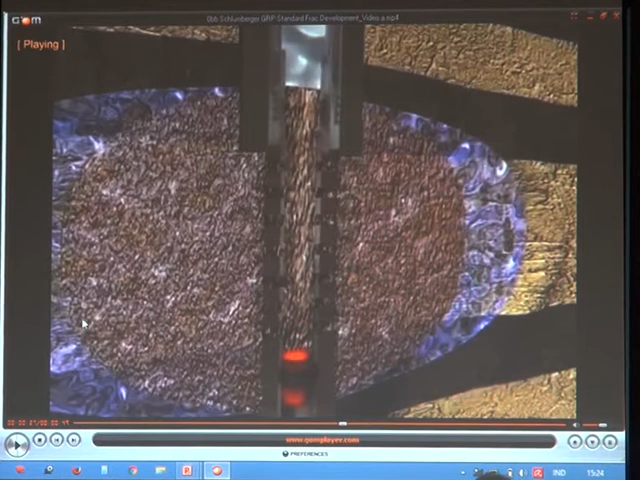 GOM
0bb Schlumberger GRP Standard Frac Development_Video a.mp4
[ Playing ]
www.gomplayer.com
PREFERENCES
IND
15:24